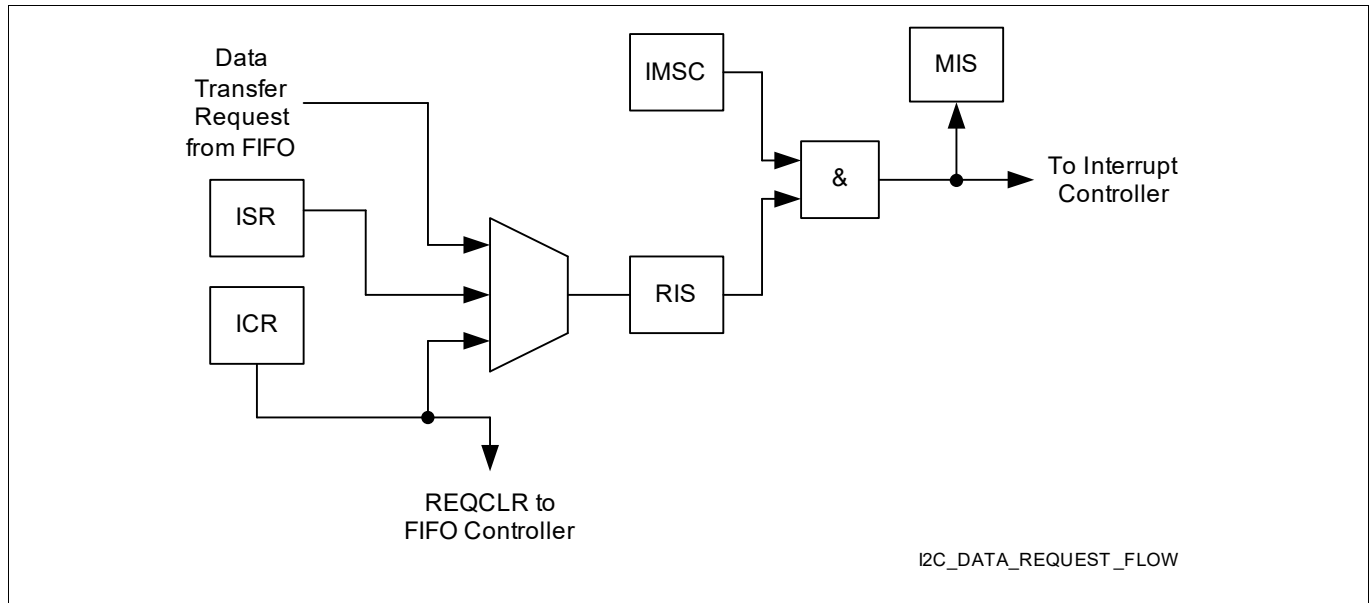 Data
Transfer
Request
from FIFO
IMSC
MIS
ISR
&
To Interrupt
Controller
ICR
RIS
REQCLR to
FIFO Controller
I2C_DATA_REQUEST_FLOW